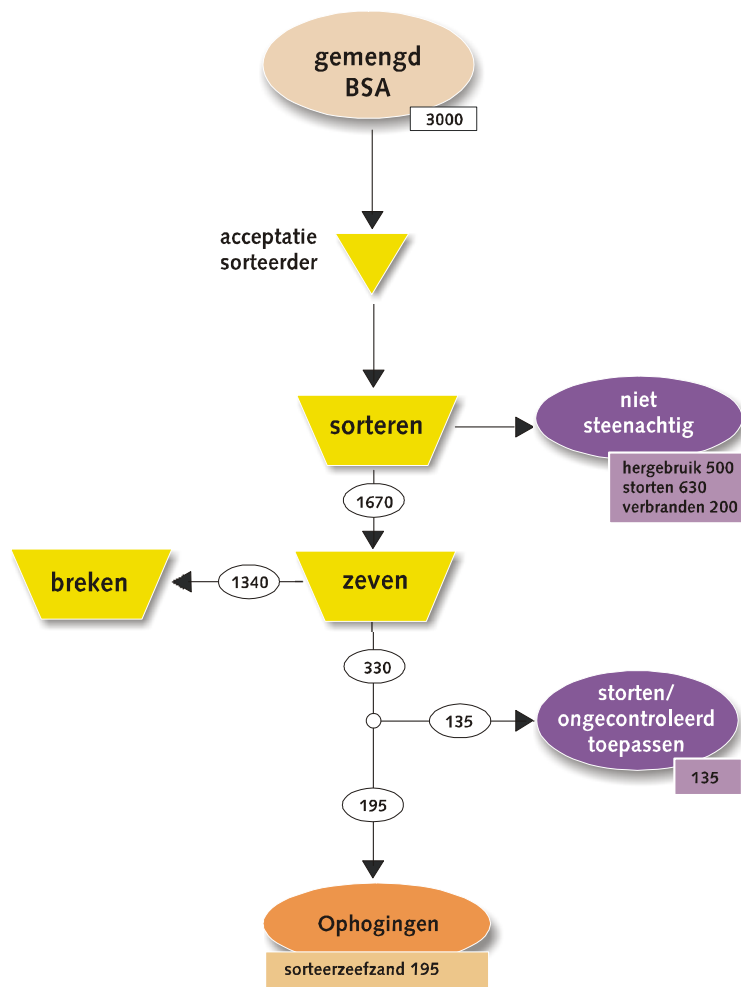 gemengd
BSA
3000
acceptatie
sorteerder
sorteren
niet
steenachtig
hergebruik 500
storten 630
verbranden 200
1670
breken
1340
zeven
330
storten/
ongecontroleerd
toepassen
135
135
195
Ophogingen
sorteerzeefzand 195